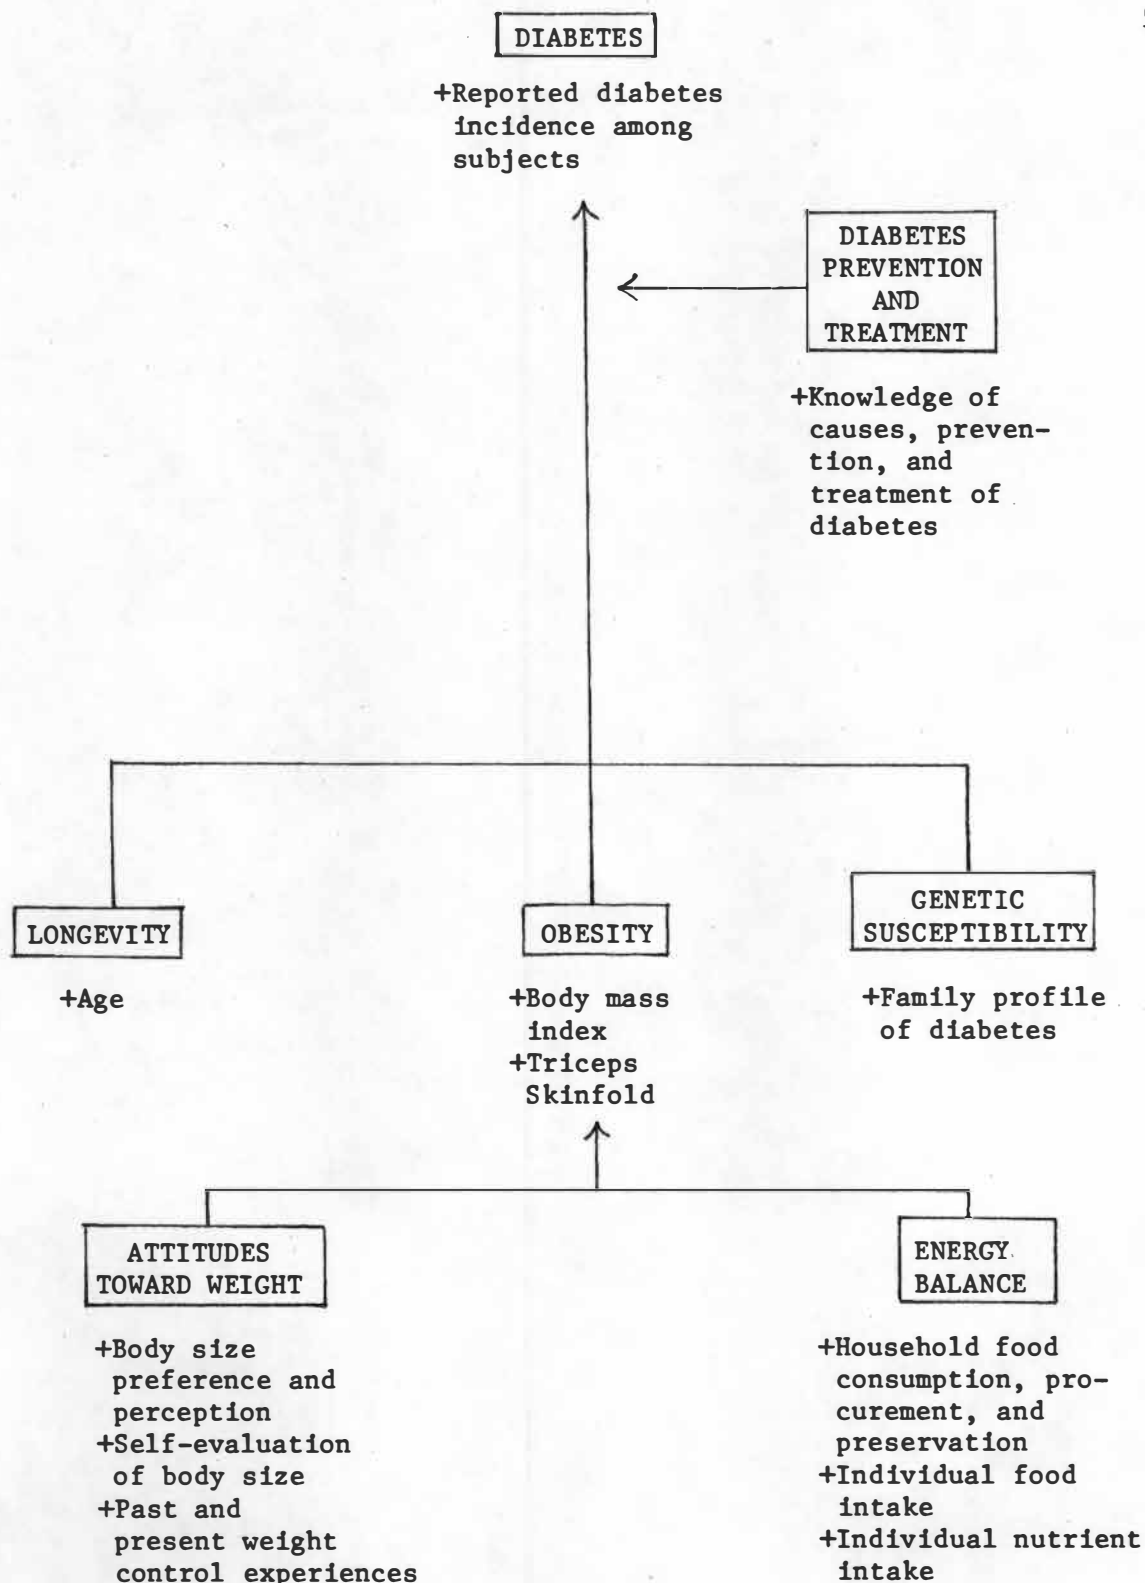 DIABETES
+Reported diabetes
incidence among
subjects
DIABETES
PREVENTION
AND
TREATMENT
+Knowledge of
causes, preven-
tion, and
treatment of
diabetes
LONGEVITY
+Age
OBESITY
+Body mass
index
+Triceps
Skinfold
GENETIC
SUSCEPTIBILITY
+Family profile
of diabetes
ATTITUDES
TOWARD WEIGHT
+Body size
preference and
perception
+Self-evaluation
of body size
+Past and
present weight
control experiences
ENERGY
BALANCE
+Household food
consumption, pro-
curement, and
preservation
+Individual food
intake
+Individual nutrient
intake